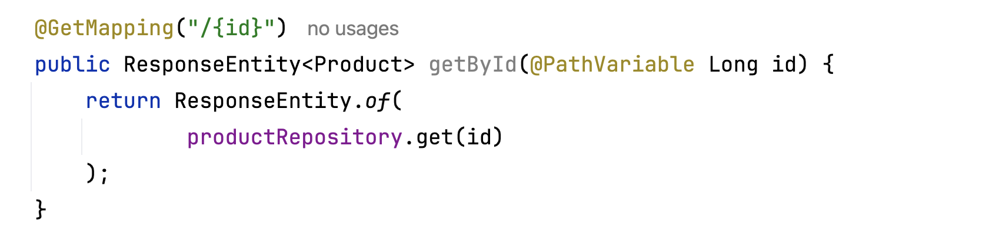 @GetMapping("/{id}") no usages
public ResponseEntity<Product> getById(@PathVariable Long id) {
    return ResponseEntity.of(
            productRepository.get(id)
    );
}